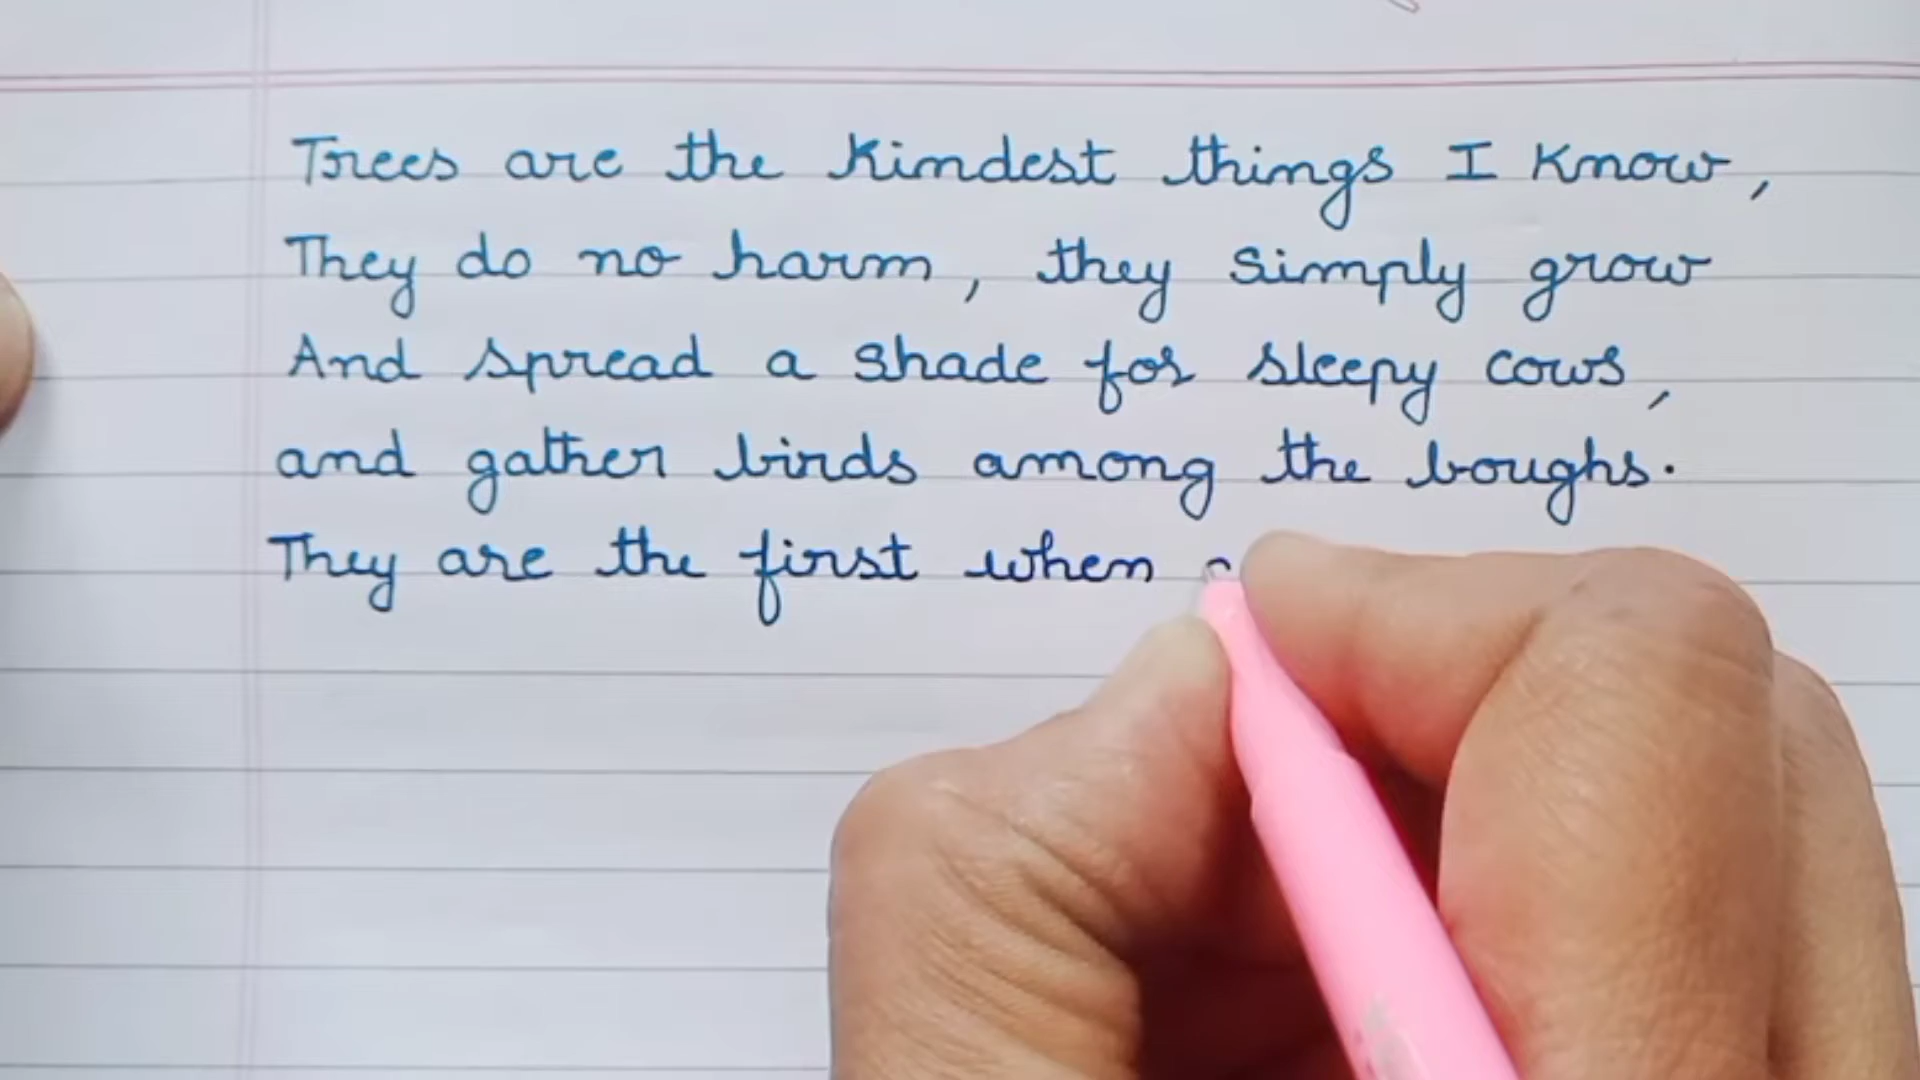 Trees are the kindest things I know,
They do no harm, they simply grow
And spread a shade for sleepy cows,
and gather birds among the boughs.
They are the first when